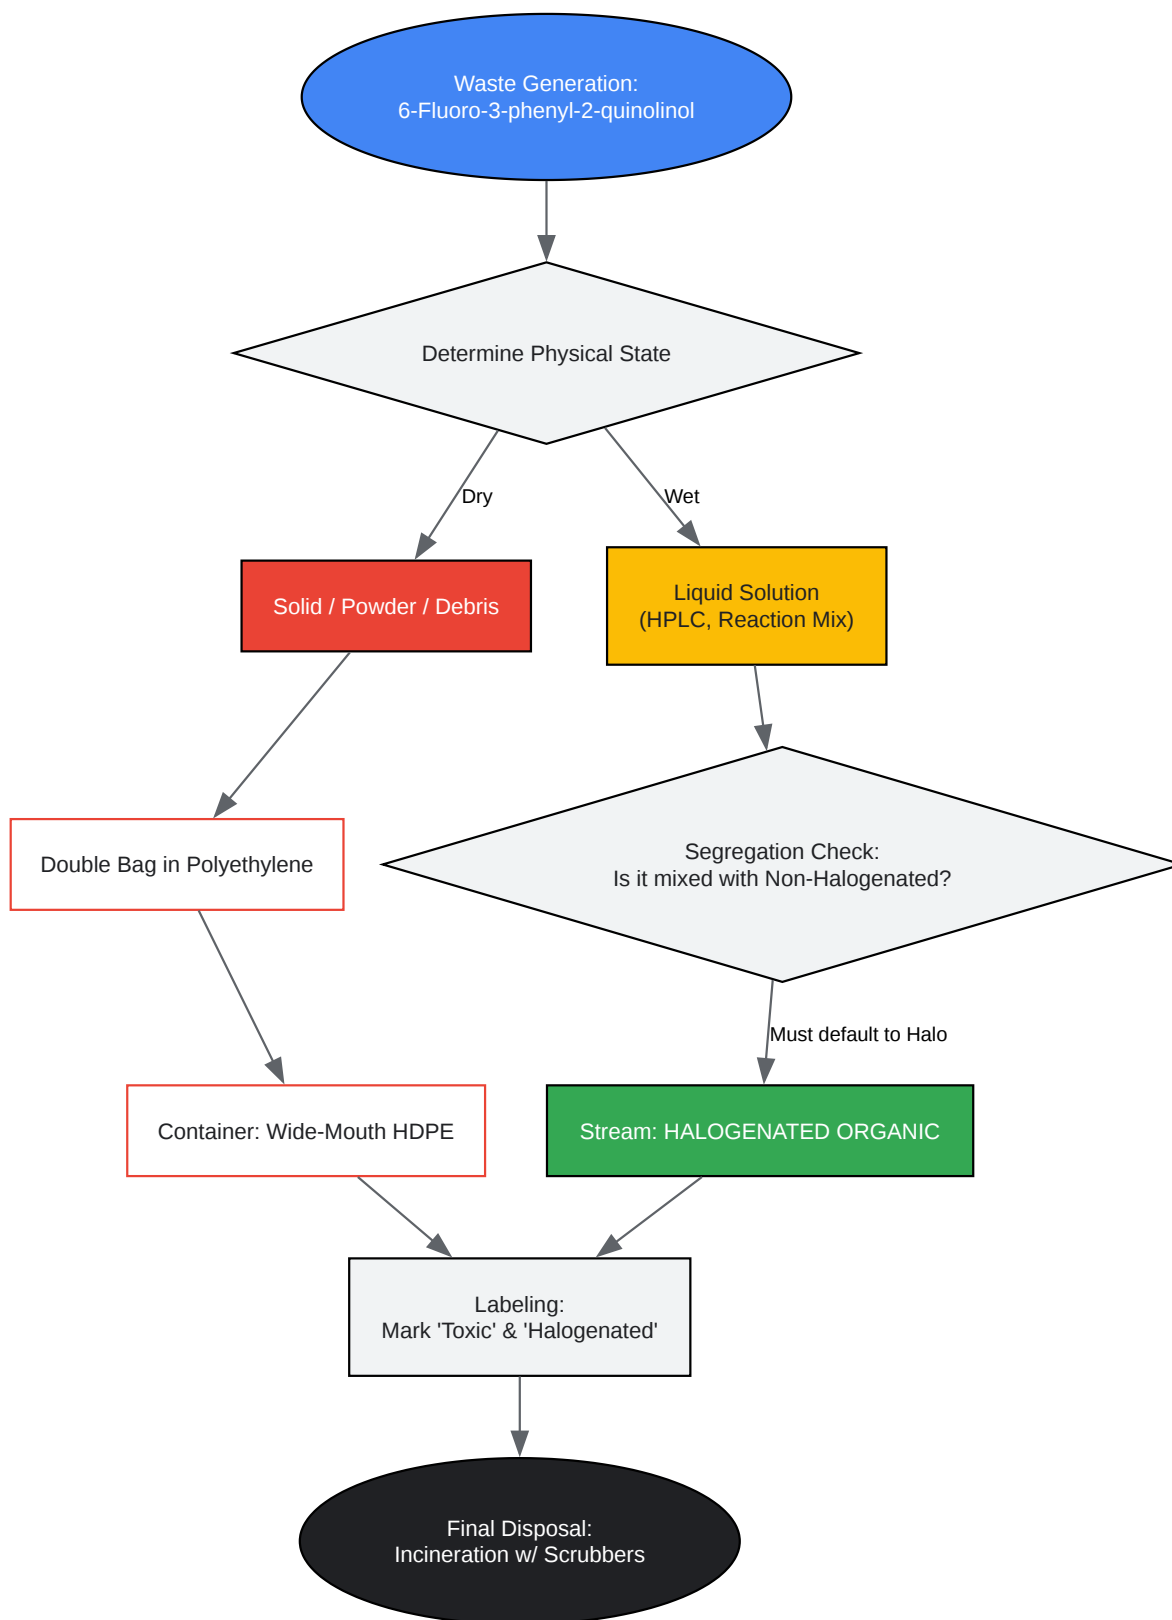 Waste Generation:
6-Fluoro-3-phenyl-2-quinolinol
Determine Physical State
Dry
Wet
Solid / Powder / Debris
Liquid Solution
(HPLC, Reaction Mix)
Double Bag in Polyethylene
Segregation Check:
Is it mixed with Non-Halogenated?
Must default to Halo
Container: Wide-Mouth HDPE
Stream: HALOGENATED ORGANIC
Labeling:
Mark 'Toxic' & 'Halogenated'
Final Disposal:
Incineration w/ Scrubbers